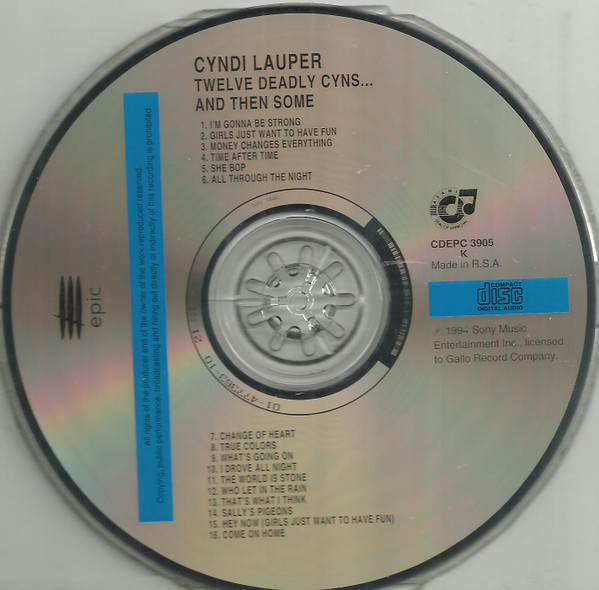 CYNDI LAUPER
TWELVE DEADLY CYNS...
AND THEN SOME
1. I'M GONNA BE STRONG
2. GIRLS JUST WANT TO HAVE FUN
3. MONEY CHANGES EVERYTHING
4. TIME AFTER TIME
5. SHE BOP
6. ALL THROUGH THE NIGHT
All rights of the producer and of the owner of the work reproduced reserved.
Copying, public performance, broadcasting and hiring out directly or indirectly of this recording is prohibited
epic
CDEPC 3905
K
Made in R.S.A.
COMPACT
disc
DIGITAL AUDIO
℗ 1994 Sony Music
Entertainment Inc., licensed
to Gallo Record Company.
01-477363-10 21
7. CHANGE OF HEART
8. TRUE COLORS
9. WHAT'S GOING ON
10. I DROVE ALL NIGHT
11. THE WORLD IS STONE
12. WHO LET IN THE RAIN
13. THAT'S WHAT I THINK
14. SALLY'S PIGEONS
15. HEY NOW (GIRLS JUST WANT TO HAVE FUN)
16. COME ON HOME